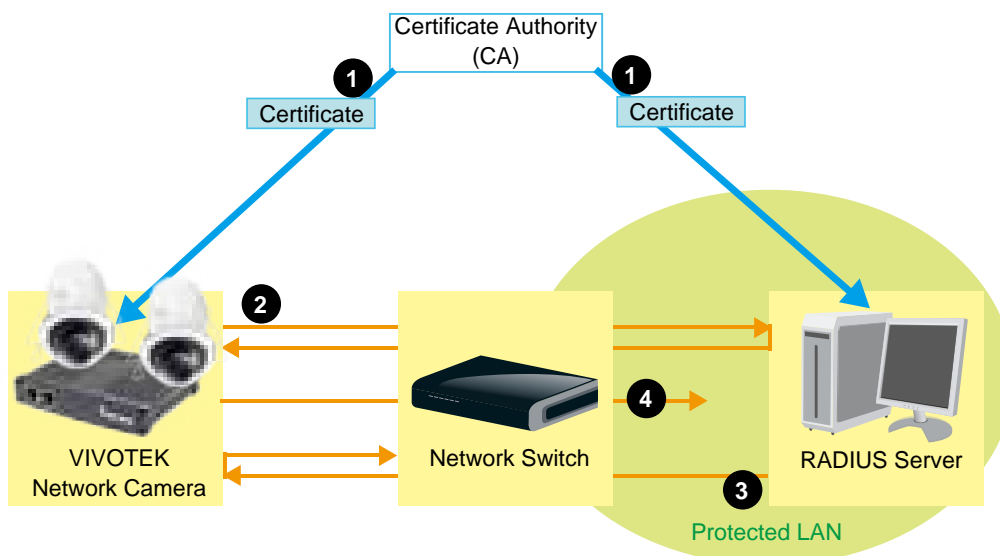 Certificate Authority
(CA)
1
1
Certificate
Certificate
2
4
VIVOTEK
Network Camera
Network Switch
RADIUS Server
3
Protected LAN